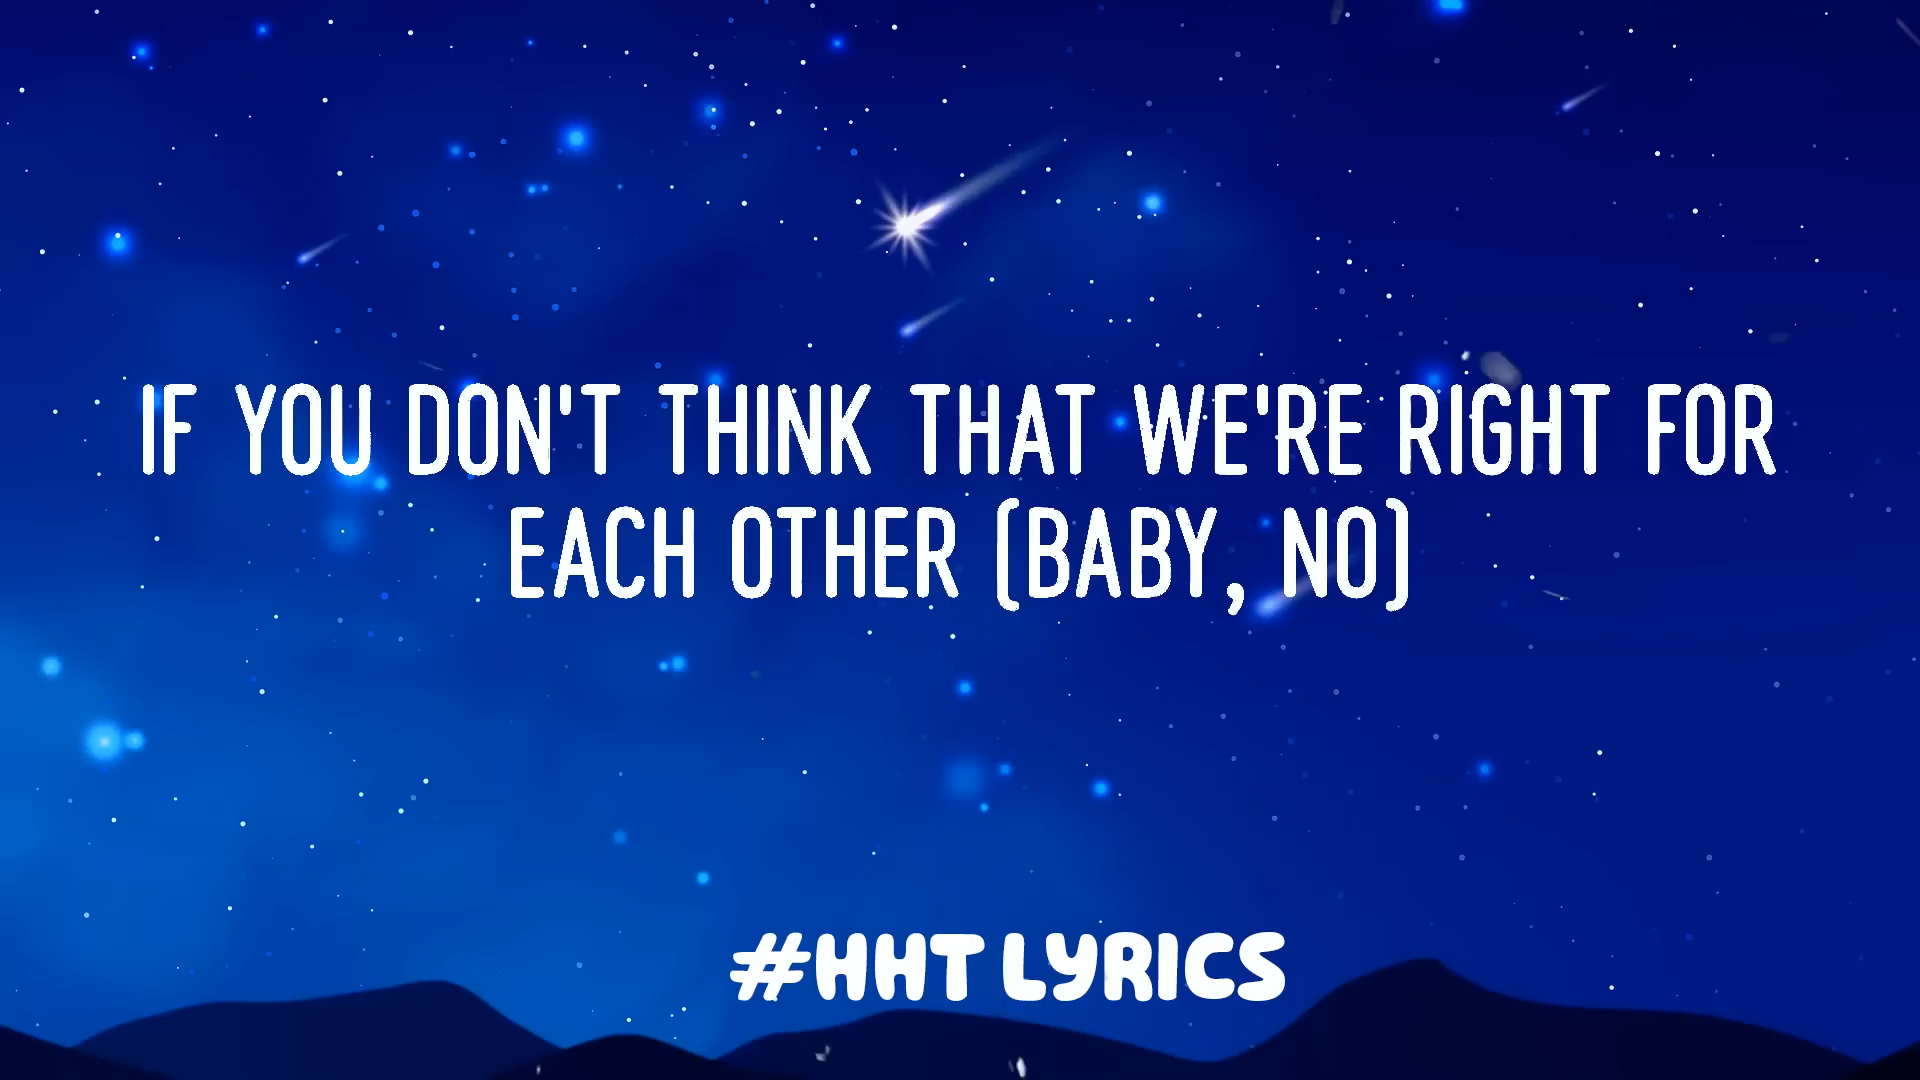 IF YOU DON'T THINK THAT WE'RE RIGHT FOR
EACH OTHER (BABY, NO)
#HHT LYRICS